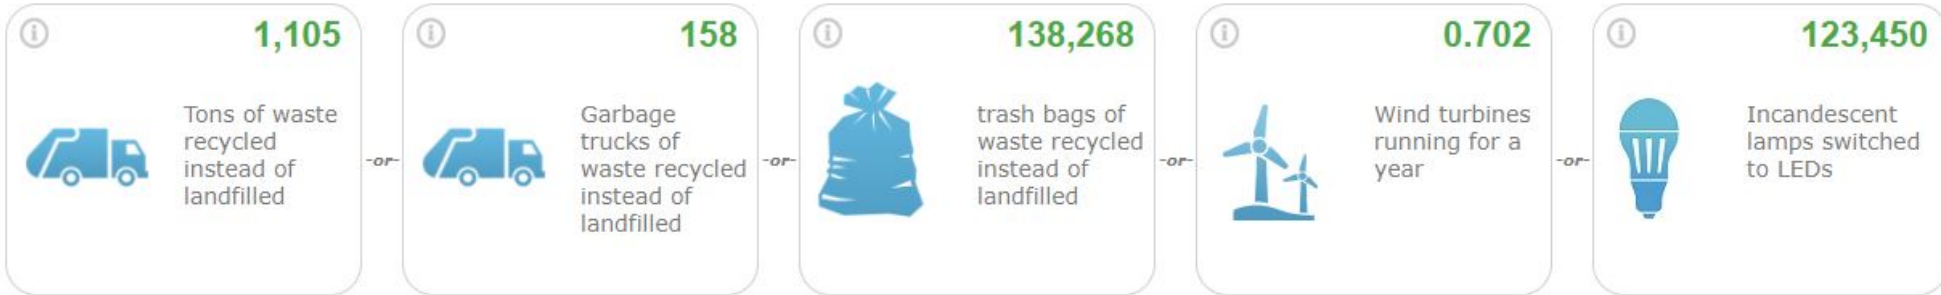 1,105
Tons of waste
recycled
instead of
landfilled
-or-
158
Garbage
trucks of
waste recycled
instead of
landfilled
-or-
138,268
trash bags of
waste recycled
instead of
landfilled
-or-
0.702
Wind turbines
running for a
year
-or-
123,450
Incandescent
lamps switched
to LEDs